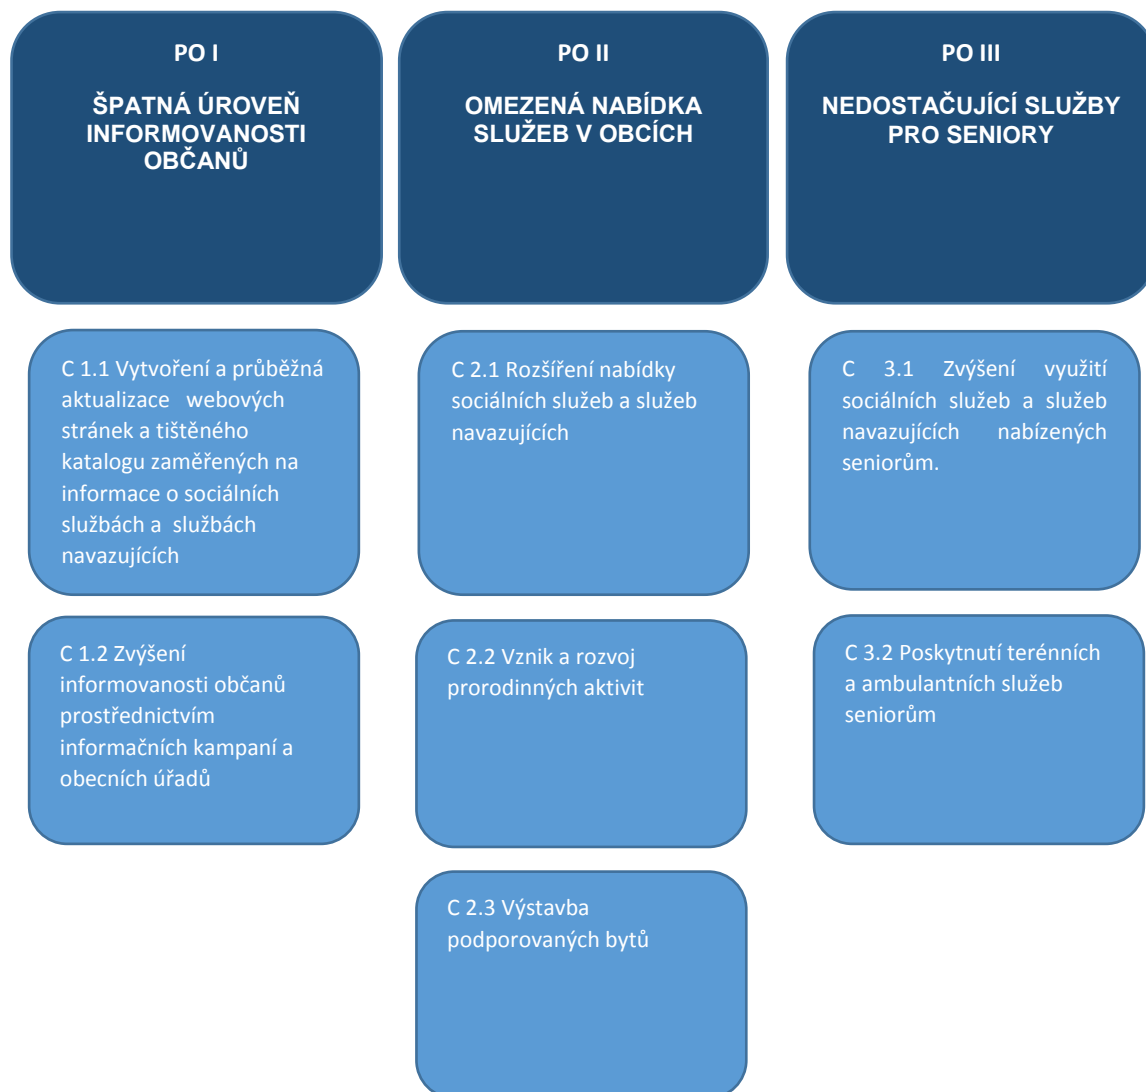 PO I
ŠPATNÁ ÚROVEŇ
INFORMOVANOSTI
OBČANŮ
PO II
OMEZENÁ NABÍDKA
SLUŽEB V OBCÍCH
PO III
NEDOSTAČUJÍCÍ SLUŽBY
PRO SENIORY
C 1.1 Vytvoření a průběžná
aktualizace webových
stránek a tištěného
katalogu zaměřených na
informace o sociálních
službách a službách
navazujících
C 2.1 Rozšíření nabídky
sociálních služeb a služeb
navazujících
C 3.1 Zvýšení využití
sociálních služeb a služeb
navazujících nabízených
seniorům.
C 1.2 Zvýšení
informovanosti občanů
prostřednictvím
informačních kampaní a
obecních úřadů
C 2.2 Vznik a rozvoj
prorodinných aktivit
C 3.2 Poskytnutí terénních
a ambulantních služeb
seniorům
C 2.3 Výstavba
podporovaných bytů